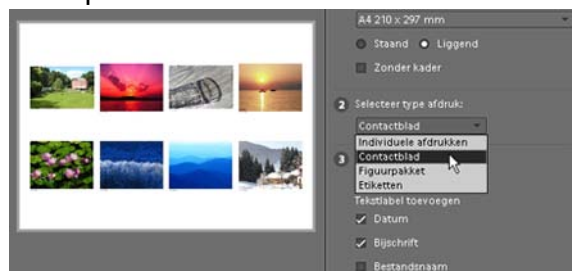 A4 210 x 297 mm
Staand Liggend
Zonder kader
2 Selecteer type afdruk:
Contactblad
Individuele afdrukken
Contactblad
3
Figuurpakket
Etiketten
Tekstlabel toevoegen
Datum
Bijschrift
Bestandsnaam